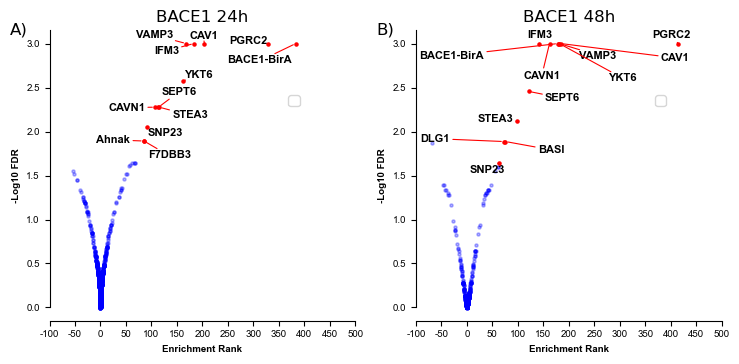 A)
BACE1 24h
VAMP3
CAV1
IFM3
PGRC2
BACE1-BirA
YKT6
SEPT6
CAVN1
STEA3
SNP23
Ahnak
F7DBB3
-Log10 FDR
3.0
2.5
2.0
1.5
1.0
0.5
0.0
-100 -50 0 50 100 150 200 250 300 350 400 450 500
Enrichment Rank
B)
BACE1 48h
IFM3
PGRC2
BACE1-BirA
VAMP3
CAV1
CAVN1
YKT6
SEPT6
STEA3
DLG1
BASI
SNP23
-Log10 FDR
3.0
2.5
2.0
1.5
1.0
0.5
0.0
-100 -50 0 50 100 150 200 250 300 350 400 450 500
Enrichment Rank